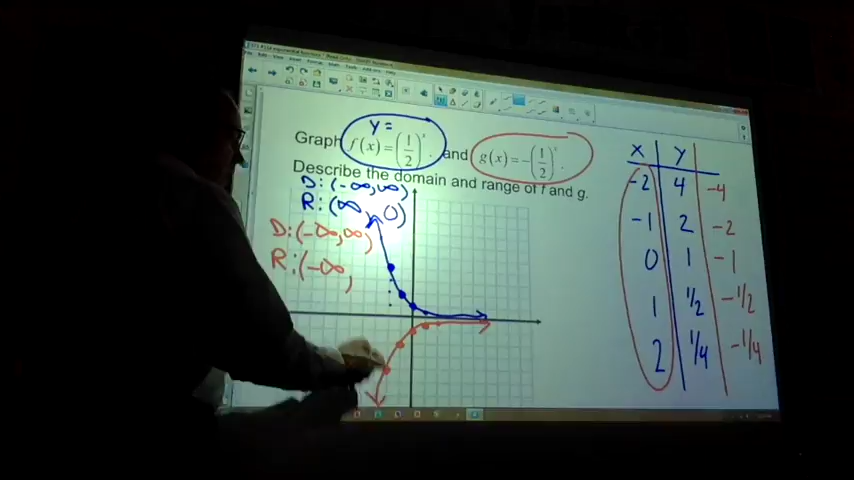 y =
Graph f(x) = (1/2)^x . and g(x) = -(1/2)^x .
Describe the domain and range of f and g.
D: (-∞, ∞)
R: (∞, 0)
D: (-∞, ∞)
R: (-∞,
X Y
-2 4 -4
-1 2 -2
0 1 -1
1 1/2 -1/2
2 1/4 -1/4